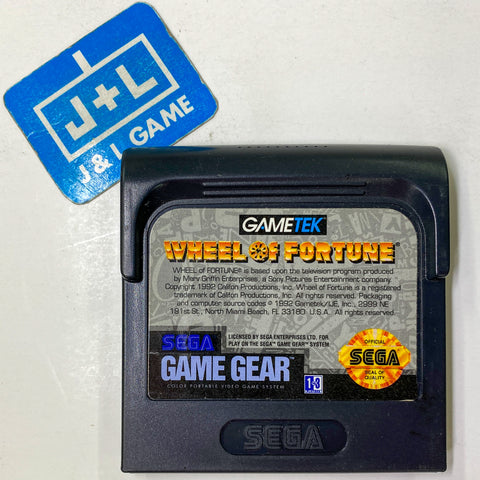 J+L
J & L GAME
GAMETEK
WHEEL OF FORTUNE®
WHEEL of FORTUNE® is based upon the television program produced
by Merv Griffin Enterprises, a Sony Pictures Entertainment company.
Copyright 1992 Califon Productions, Inc. Wheel of Fortune is a registered
trademark of Califon Productions, Inc. All rights reserved. Packaging
and computer source codes © 1992 Gametek/IJE, Inc., 2999 NE
191st St., North Miami Beach, FL 33180 U.S.A. All rights reserved.
SEGA
LICENSED BY SEGA ENTERPRISES LTD. FOR
PLAY ON THE SEGA™ GAME GEAR™ SYSTEM.
GAME GEAR
COLOR PORTABLE VIDEO GAME SYSTEM
OFFICIAL
SEGA
SEAL OF
QUALITY
SEGA